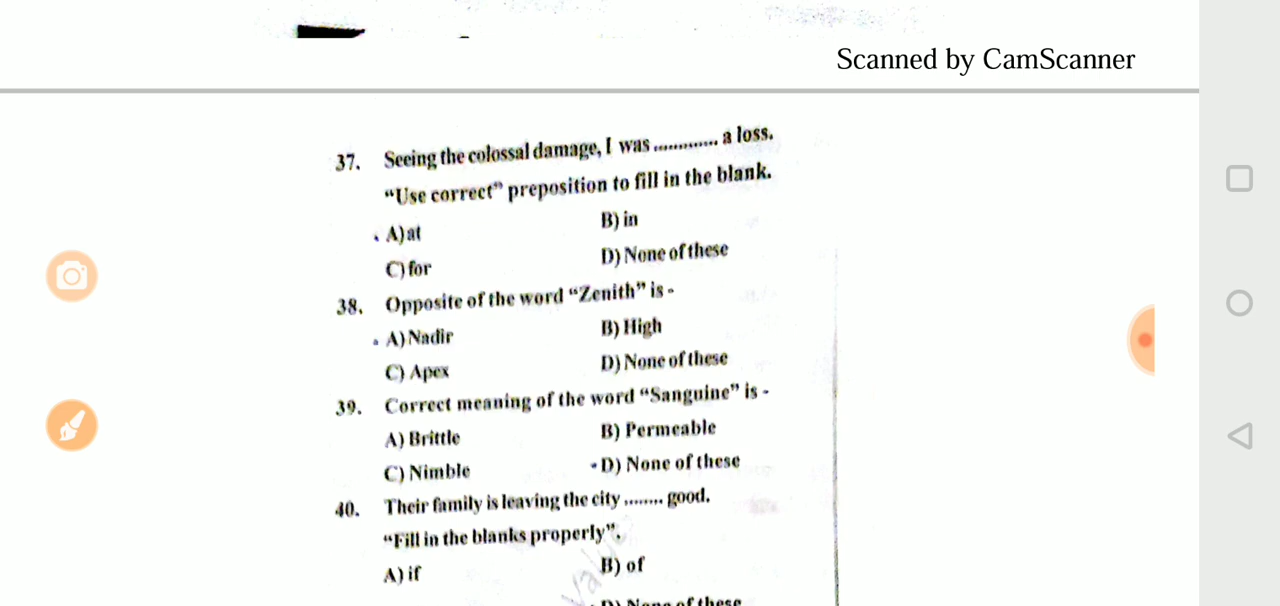 Scanned by CamScanner
37. Seeing the colossal damage, I was ............. a loss.
“Use correct” preposition to fill in the blank.
A) at B) in
C) for D) None of these
38. Opposite of the word “Zenith” is -
A) Nadir B) High
C) Apex D) None of these
39. Correct meaning of the word “Sanguine” is -
A) Brittle B) Permeable
C) Nimble D) None of these
40. Their family is leaving the city ........ good.
“Fill in the blanks properly”.
A) if B) of
D) None of these